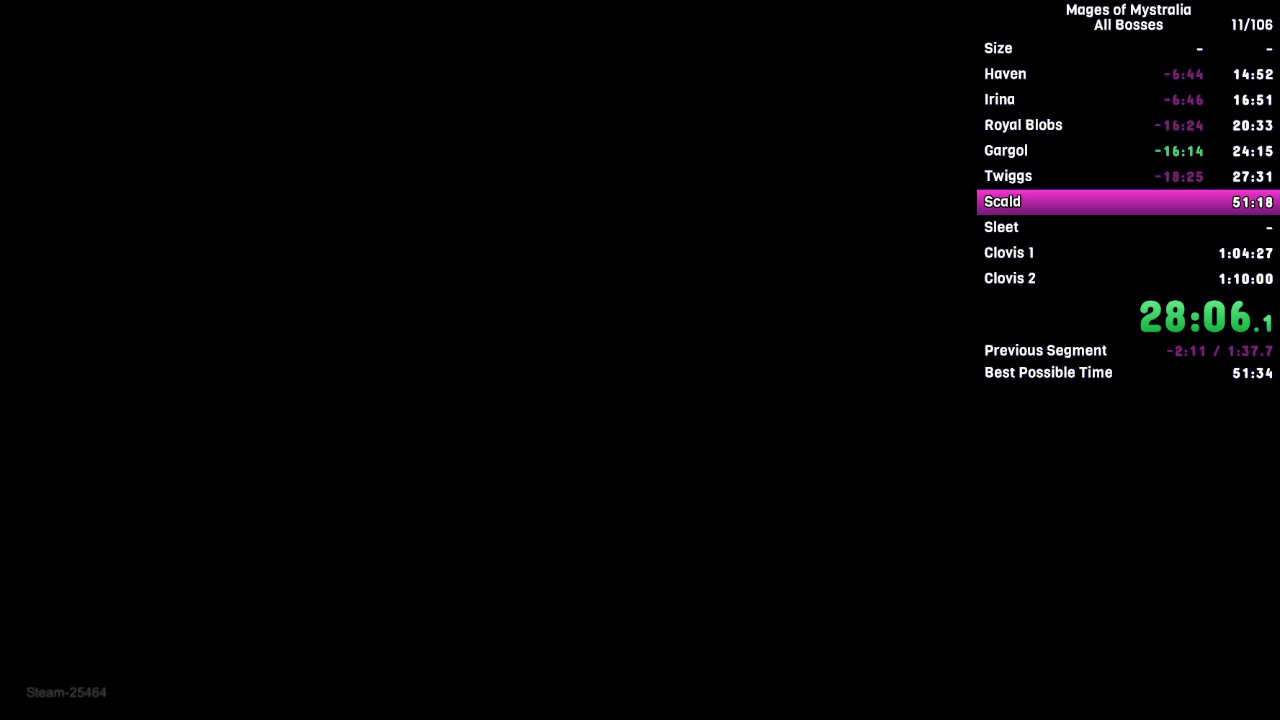 Mages of Mystralia
All Bosses 11/106
Size - -
Haven -6:44 14:52
Irina -6:46 16:51
Royal Blobs -16:24 20:33
Gargol -16:14 24:15
Twiggs -18:25 27:31
Scald 51:18
Sleet -
Clovis 1 1:04:27
Clovis 2 1:10:00
28:06.1
Previous Segment -2:11 / 1:37.7
Best Possible Time 51:34
Steam-25464